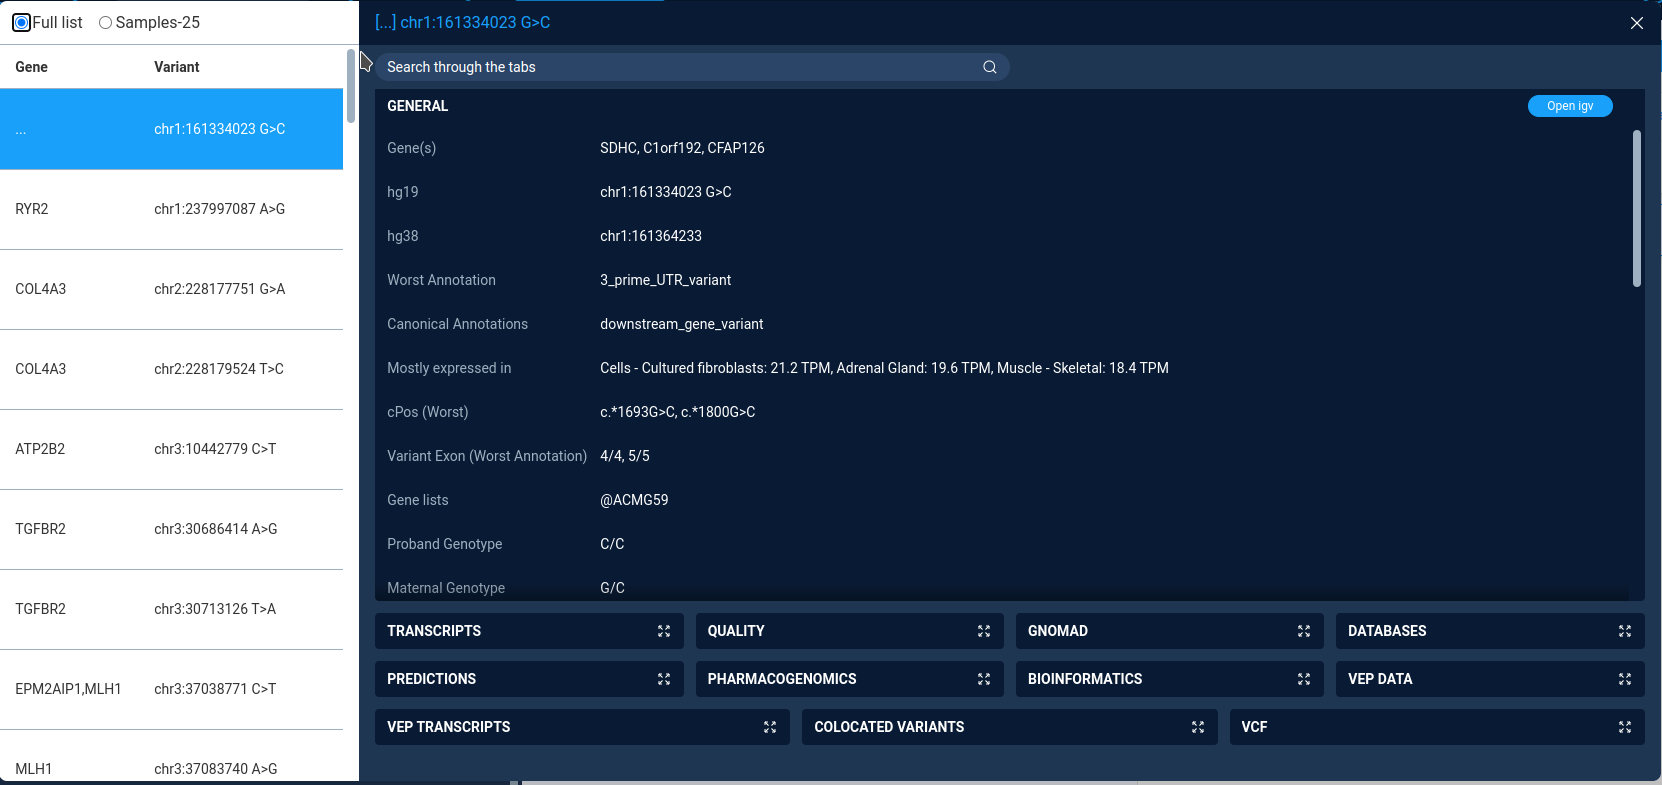 Full list Samples-25
Gene Variant
... chr1:161334023 G>C
RYR2 chr1:237997087 A>G
COL4A3 chr2:228177751 G>A
COL4A3 chr2:228179524 T>C
ATP2B2 chr3:10442779 C>T
TGFBR2 chr3:30686414 A>G
TGFBR2 chr3:30713126 T>A
EPM2AIP1,MLH1 chr3:37038771 C>T
MLH1 chr3:37083740 A>G
[...] chr1:161334023 G>C
Search through the tabs
GENERAL Open igv
Gene(s) SDHC, C1orf192, CFAP126
hg19 chr1:161334023 G>C
hg38 chr1:161364233
Worst Annotation 3_prime_UTR_variant
Canonical Annotations downstream_gene_variant
Mostly expressed in Cells - Cultured fibroblasts: 21.2 TPM, Adrenal Gland: 19.6 TPM, Muscle - Skeletal: 18.4 TPM
cPos (Worst) c.*1693G>C, c.*1800G>C
Variant Exon (Worst Annotation) 4/4, 5/5
Gene lists @ACMG59
Proband Genotype C/C
Maternal Genotype G/C
TRANSCRIPTS QUALITY GNOMAD DATABASES
PREDICTIONS PHARMACOGENOMICS BIOINFORMATICS VEP DATA
VEP TRANSCRIPTS COLOCATED VARIANTS VCF